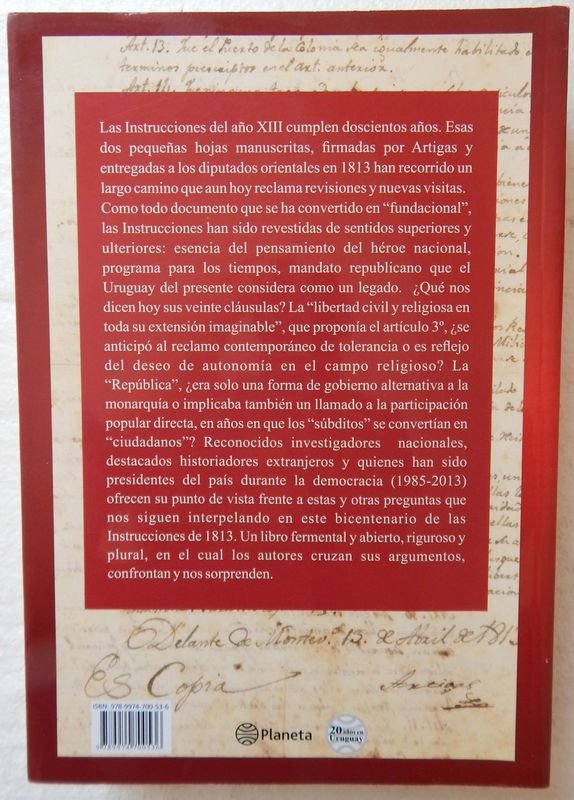 Art. 13. Que el Puerto de la Colonia sea igualmente habilitado en
terminos prescriptos en el Art. anterior.
Las Instrucciones del año XIII cumplen doscientos años. Esas
dos pequeñas hojas manuscritas, firmadas por Artigas y
entregadas a los diputados orientales en 1813 han recorrido un
largo camino que aun hoy reclama revisiones y nuevas visitas.
Como todo documento que se ha convertido en “fundacional”,
las Instrucciones han sido revestidas de sentidos superiores y
ulteriores: esencia del pensamiento del héroe nacional,
programa para los tiempos, mandato republicano que el
Uruguay del presente considera como un legado. ¿Qué nos
dicen hoy sus veinte cláusulas? La “libertad civil y religiosa en
toda su extensión imaginable”, que proponía el artículo 3º, ¿se
anticipó al reclamo contemporáneo de tolerancia o es reflejo
del deseo de autonomía en el campo religioso? La
“República”, ¿era solo una forma de gobierno alternativa a la
monarquía o implicaba también un llamado a la participación
popular directa, en años en que los “súbditos” se convertían en
“ciudadanos”? Reconocidos investigadores nacionales,
destacados historiadores extranjeros y quienes han sido
presidentes del país durante la democracia (1985-2013)
ofrecen su punto de vista frente a estas y otras preguntas que
nos siguen interpelando en este bicentenario de las
Instrucciones de 1813. Un libro fermental y abierto, riguroso y
plural, en el cual los autores cruzan sus argumentos,
confrontan y nos sorprenden.
Delante de Montevº. 13. de Abril de 1813
Es Copia
Artigas
ISBN: 978-9974-700-53-6
9789974700536
Planeta
20 años en
Uruguay